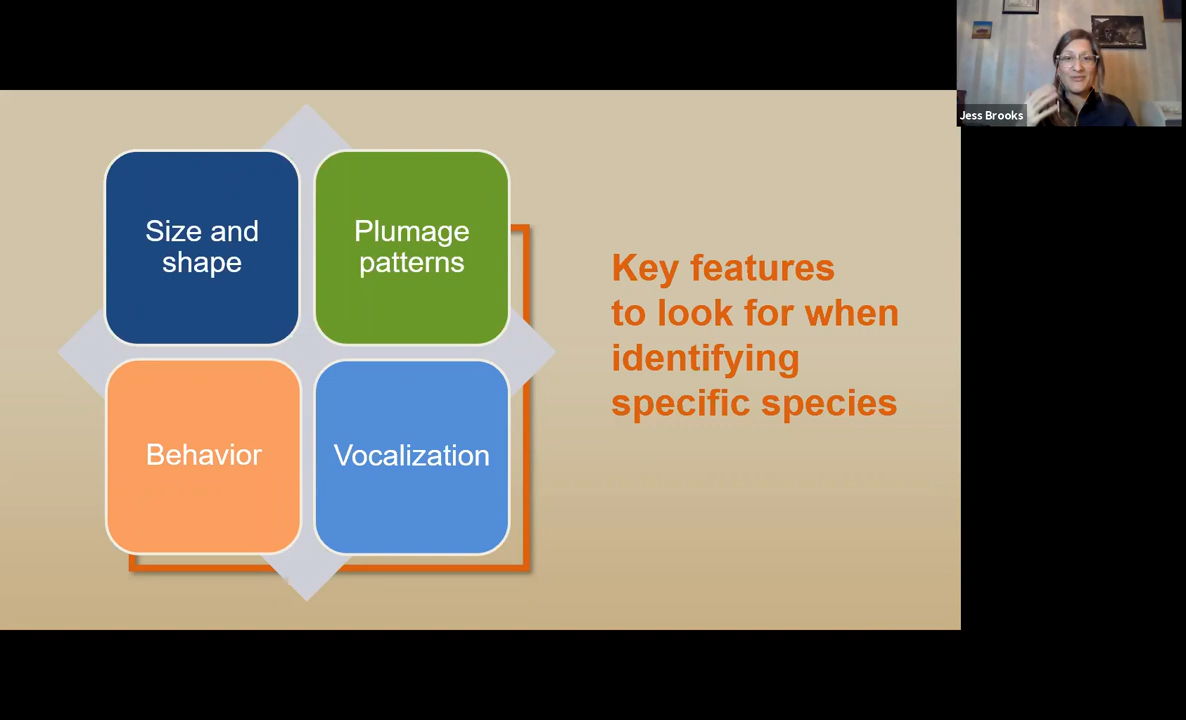 Jess Brooks
Size and
shape
Plumage
patterns
Behavior
Vocalization
Key features
to look for when
identifying
specific species